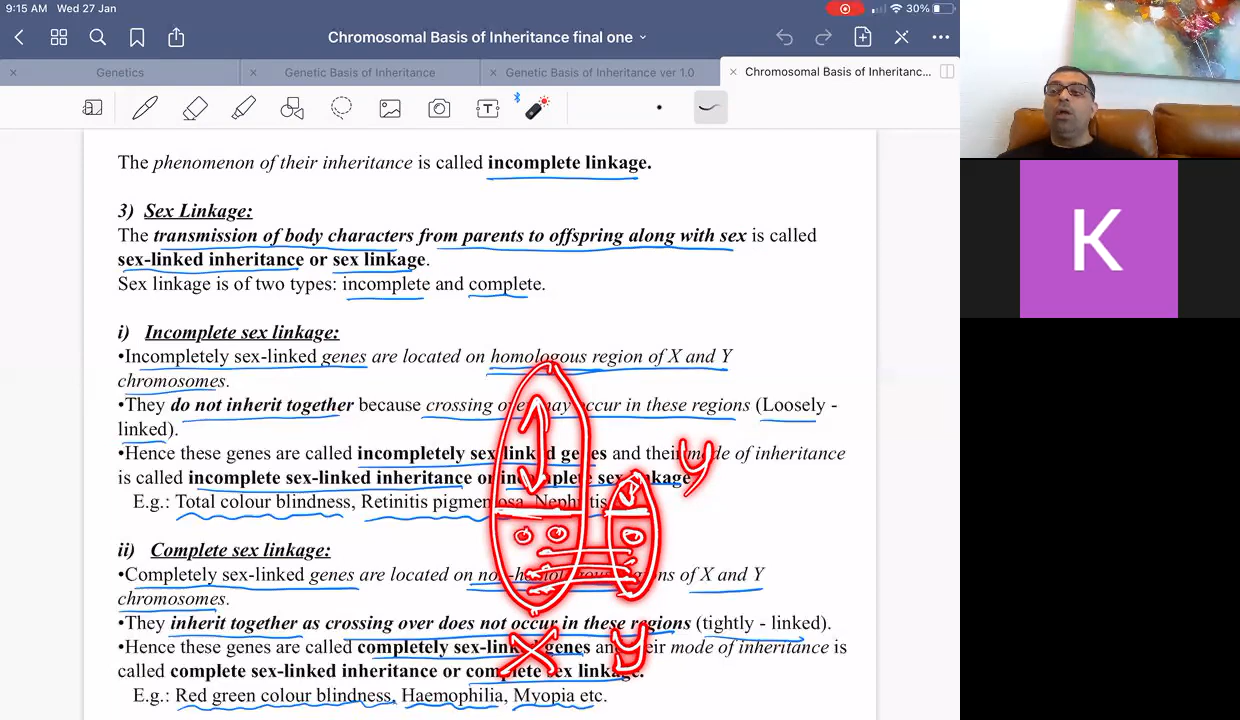 9:15 AM Wed 27 Jan
30%
Chromosomal Basis of Inheritance final one
Genetics
Genetic Basis of Inheritance
Genetic Basis of Inheritance ver 1.0
Chromosomal Basis of Inheritanc...
The phenomenon of their inheritance is called incomplete linkage.
3) Sex Linkage:
The transmission of body characters from parents to offspring along with sex is called
sex-linked inheritance or sex linkage.
Sex linkage is of two types: incomplete and complete.
i) Incomplete sex linkage:
•Incompletely sex-linked genes are located on homologous region of X and Y
chromosomes.
•They do not inherit together because crossing over may occur in these regions (Loosely -
linked).
•Hence these genes are called incompletely sex linked genes and their mode of inheritance
is called incomplete sex-linked inheritance or incomplete sex linkage
E.g.: Total colour blindness, Retinitis pigmentosa, Nephritis
y
ii) Complete sex linkage:
•Completely sex-linked genes are located on non-homologous regions of X and Y
chromosomes.
•They inherit together as crossing over does not occur in these regions (tightly - linked).
•Hence these genes are called completely sex-linked genes and their mode of inheritance is
called complete sex-linked inheritance or complete sex linkage.
E.g.: Red green colour blindness, Haemophilia, Myopia etc.
X y
K